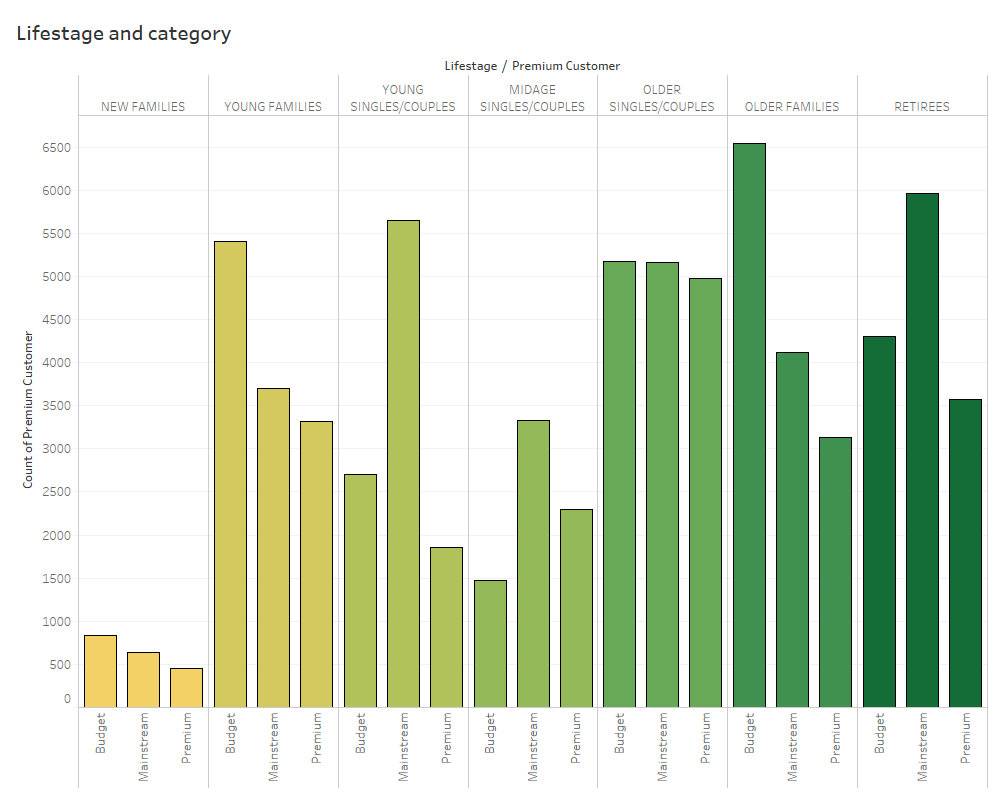 Lifestage and category
Lifestage / Premium Customer
NEW FAMILIES
YOUNG FAMILIES
YOUNG
SINGLES/COUPLES
MIDAGE
SINGLES/COUPLES
OLDER
SINGLES/COUPLES
OLDER FAMILIES
RETIREES
Count of Premium Customer
6500
6000
5500
5000
4500
4000
3500
3000
2500
2000
1500
1000
500
0
Budget
Mainstream
Premium
Budget
Mainstream
Premium
Budget
Mainstream
Premium
Budget
Mainstream
Premium
Budget
Mainstream
Premium
Budget
Mainstream
Premium
Budget
Mainstream
Premium